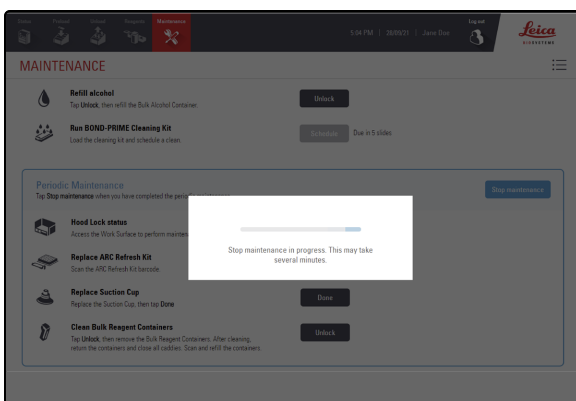 Status Preload Reagents Maintenance Log out
5:04 PM | 28/09/21 | Jane Doe
Leica
BIOSYSTEMS
MAINTENANCE
Refill alcohol
Tap Unlock, then refill the Bulk Alcohol Container.
Unlock
Run BOND-PRIME Cleaning Kit
Load the cleaning kit and schedule a clean.
Schedule Due in 5 slides
Periodic Maintenance
Tap Stop maintenance when you have completed the
Stop maintenance
Hood Lock status
Access the Work Surface to perform
Stop maintenance in progress. This may take
several minutes.
Replace ARC Refresh Kit
Scan the ARC Refresh Kit barcode
Replace Suction Cup
Replace the Suction Cup, then tap Done
Done
Clean Bulk Reagent Containers
Tap Unlock, then remove the Bulk Reagent Containers. After cleaning,
return the containers and close all caddies. Scan and refill the containers.
Unlock